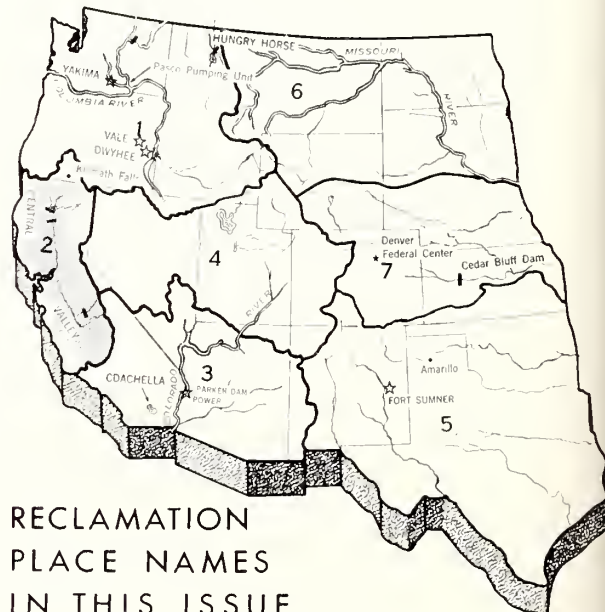 HUNGRY HORSE
MISSOURI
YAKIMA
Pasco Pumping Unit
6
COLUMBIA RIVER
RIVER
1
VALE
OWYHEE
Klamath Falls
CENTRAL
2
4
Denver
Federal Center
7
Cedar Bluff Dam
VALLEY
RIVER
3
COACHELLA
COLORADO
PARKER DAM
POWER
Amarillo
FORT SUMNER
5
RECLAMATION
PLACE NAMES
IN THIS ISSUE